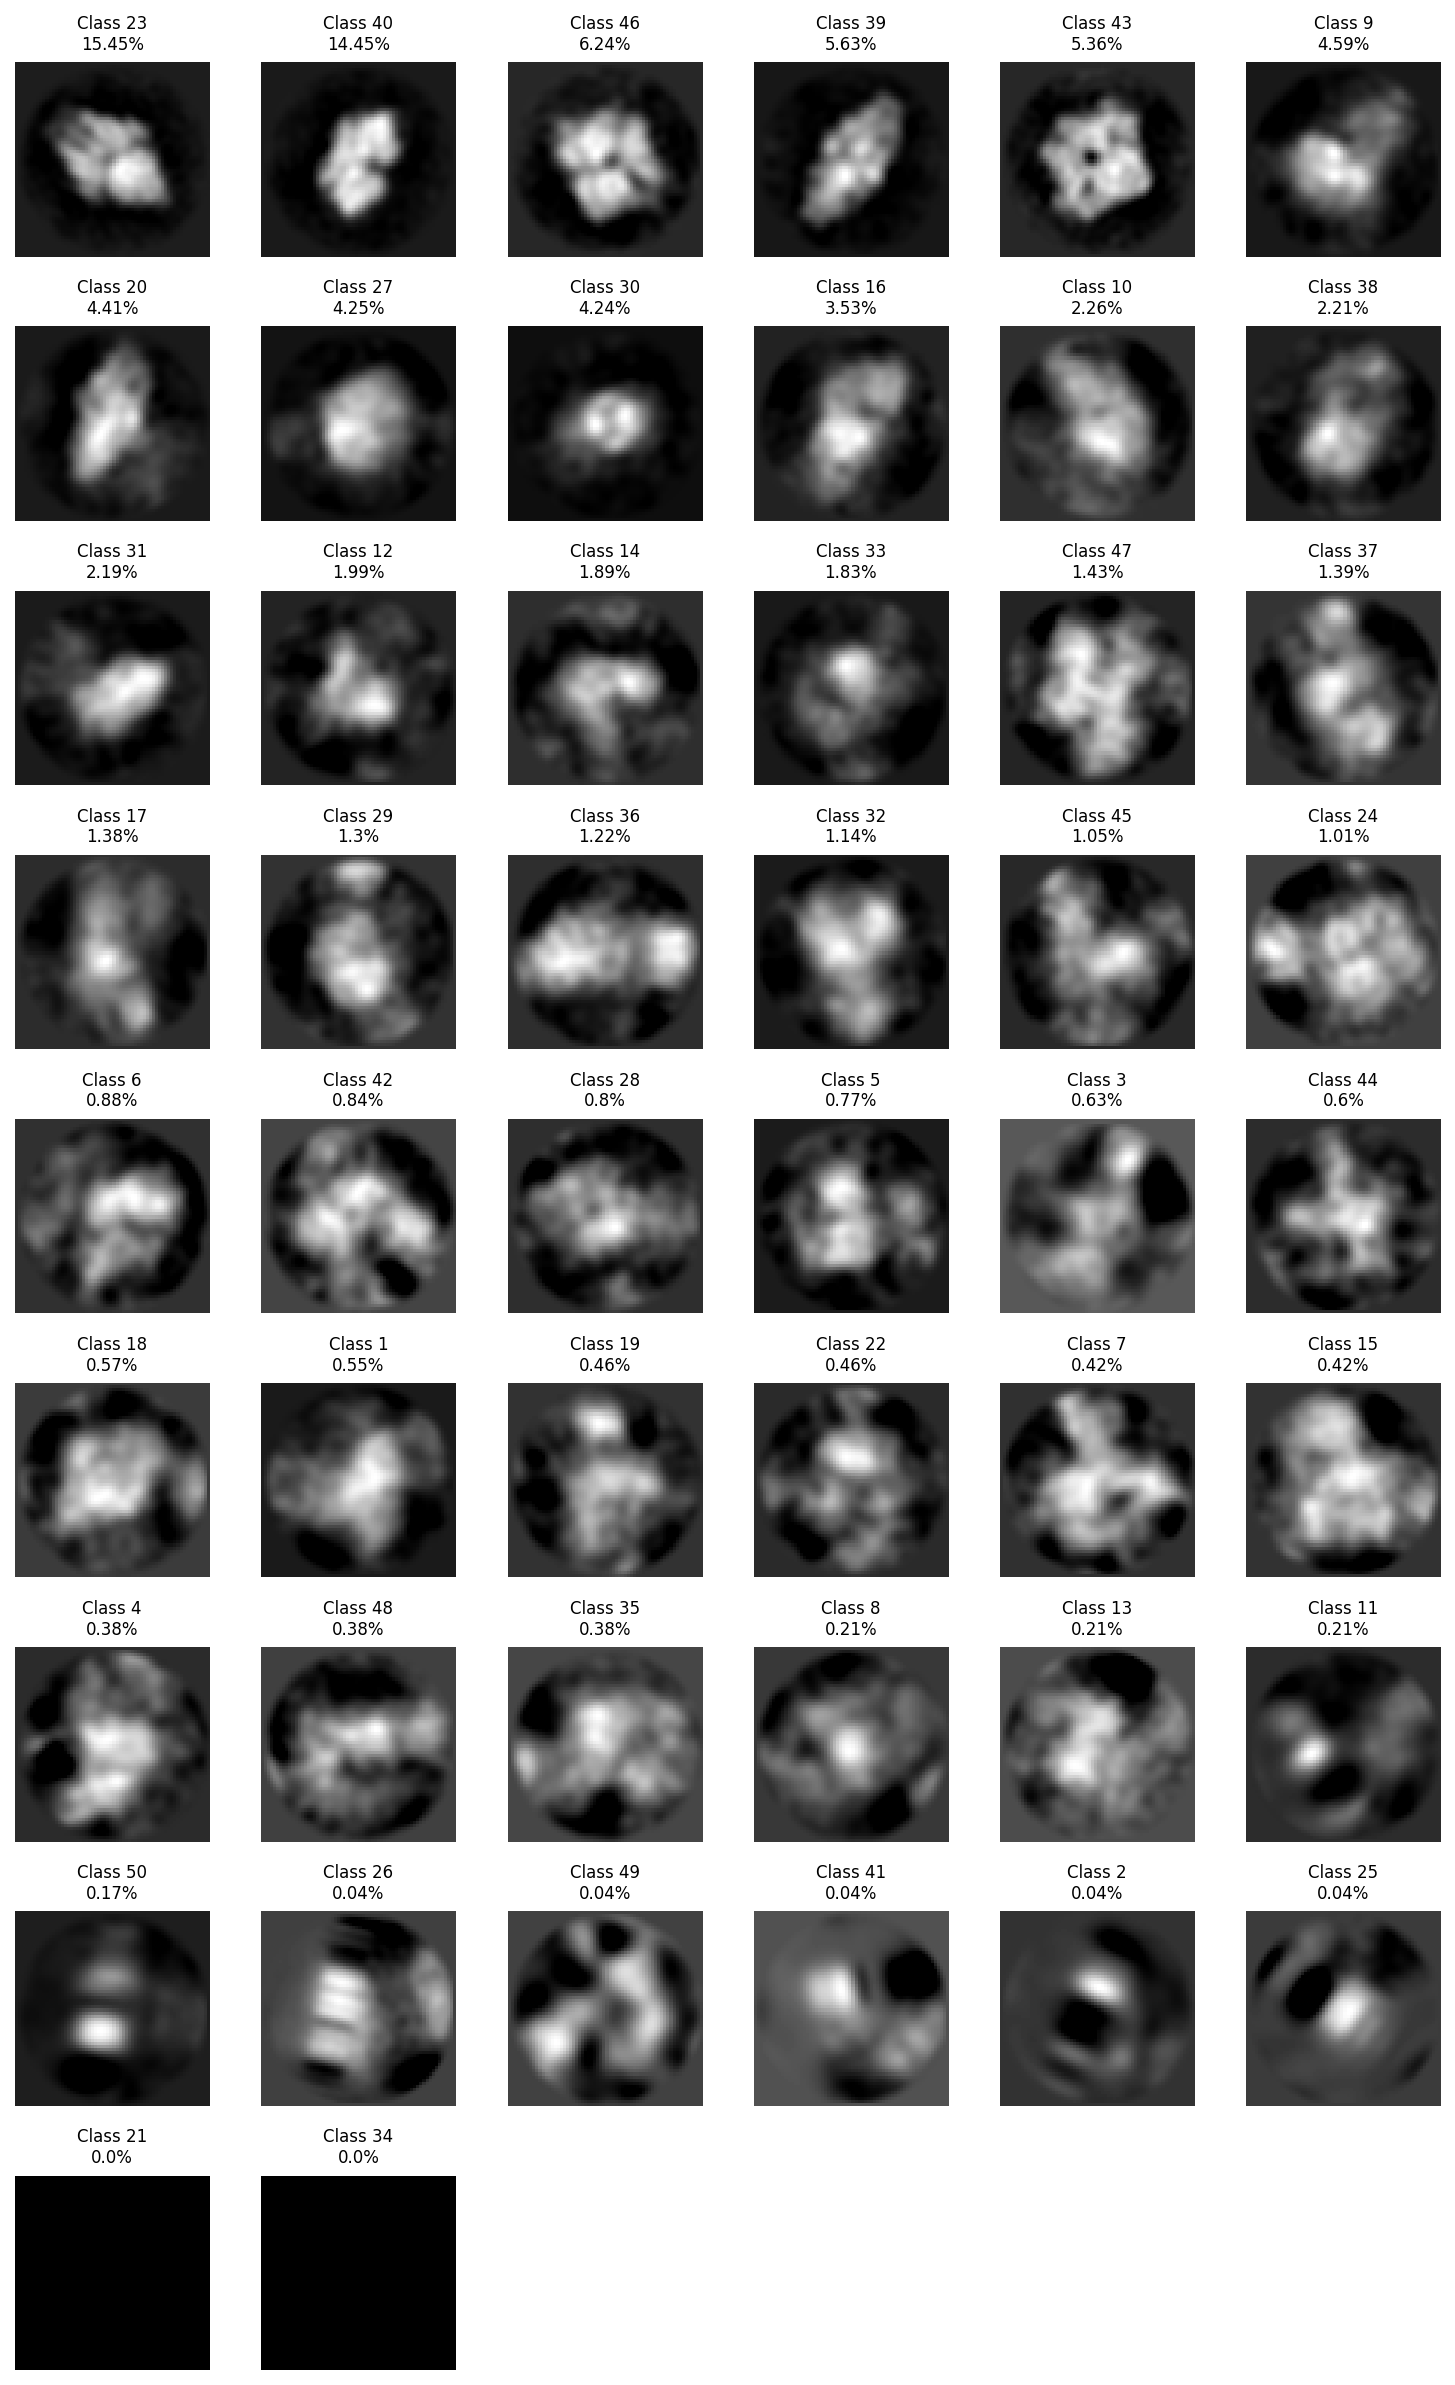 Class 23
15.45%
Class 40
14.45%
Class 46
6.24%
Class 39
5.63%
Class 43
5.36%
Class 9
4.59%
Class 20
4.41%
Class 27
4.25%
Class 30
4.24%
Class 16
3.53%
Class 10
2.26%
Class 38
2.21%
Class 31
2.19%
Class 12
1.99%
Class 14
1.89%
Class 33
1.83%
Class 47
1.43%
Class 37
1.39%
Class 17
1.38%
Class 29
1.3%
Class 36
1.22%
Class 32
1.14%
Class 45
1.05%
Class 24
1.01%
Class 6
0.88%
Class 42
0.84%
Class 28
0.8%
Class 5
0.77%
Class 3
0.63%
Class 44
0.6%
Class 18
0.57%
Class 1
0.55%
Class 19
0.46%
Class 22
0.46%
Class 7
0.42%
Class 15
0.42%
Class 4
0.38%
Class 48
0.38%
Class 35
0.38%
Class 8
0.21%
Class 13
0.21%
Class 11
0.21%
Class 50
0.17%
Class 26
0.04%
Class 49
0.04%
Class 41
0.04%
Class 2
0.04%
Class 25
0.04%
Class 21
0.0%
Class 34
0.0%